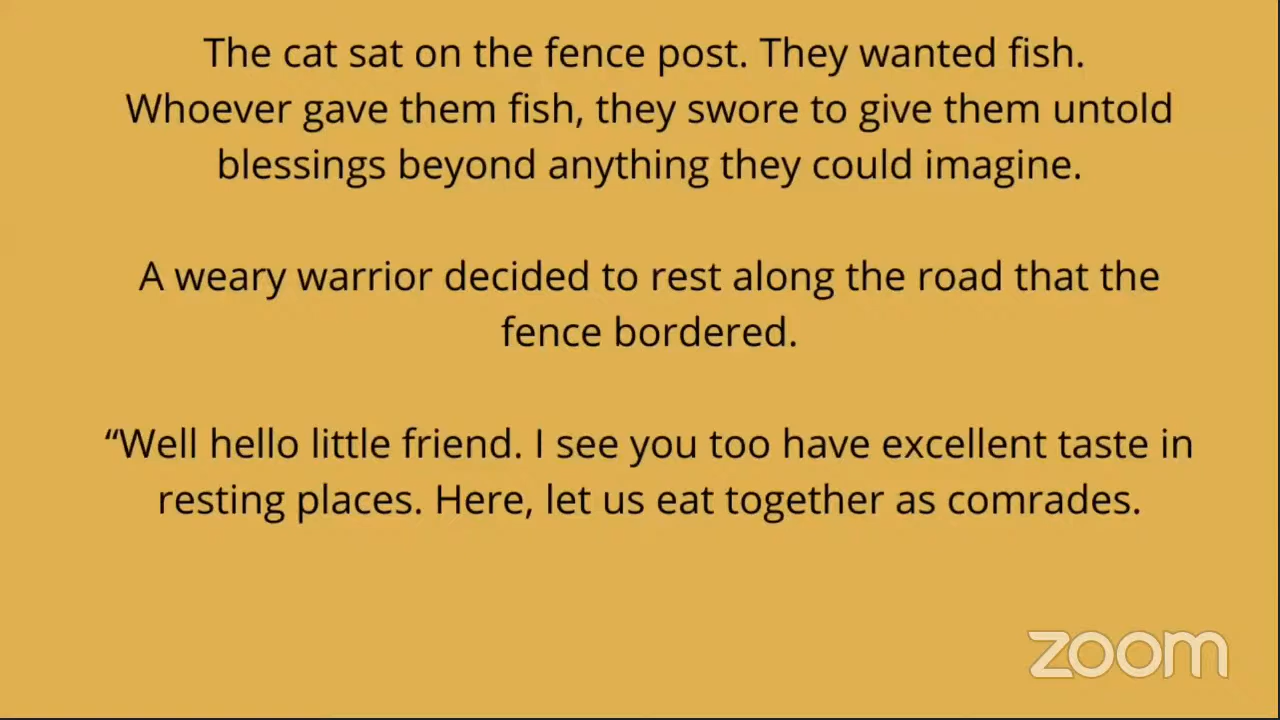 The cat sat on the fence post. They wanted fish.
Whoever gave them fish, they swore to give them untold
blessings beyond anything they could imagine.
A weary warrior decided to rest along the road that the
fence bordered.
“Well hello little friend. I see you too have excellent taste in
resting places. Here, let us eat together as comrades.
zoom